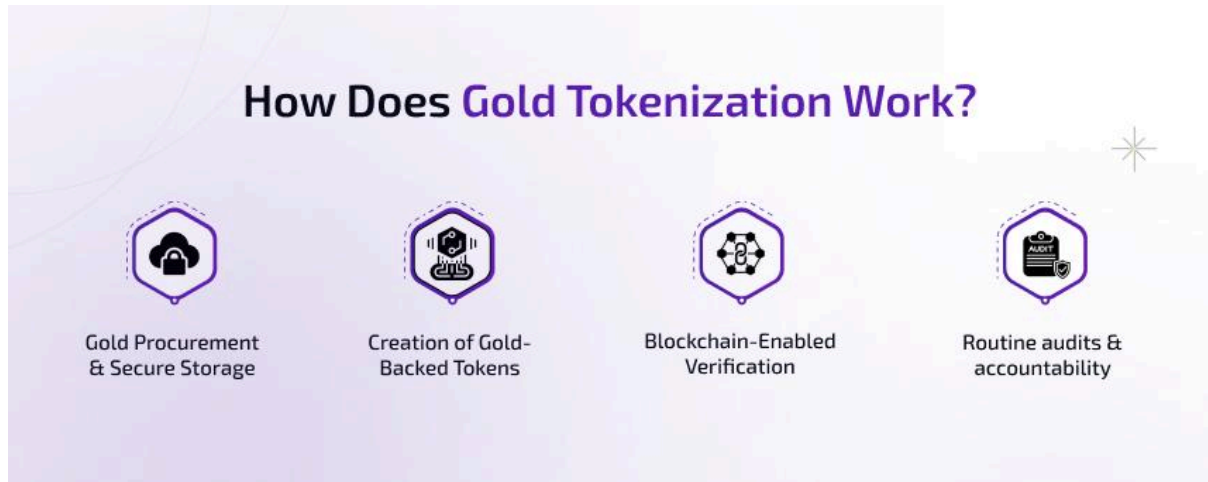 How Does Gold Tokenization Work?
Gold Procurement
& Secure Storage
Creation of Gold-
Backed Tokens
Blockchain-Enabled
Verification
AUDIT
Routine audits &
accountability